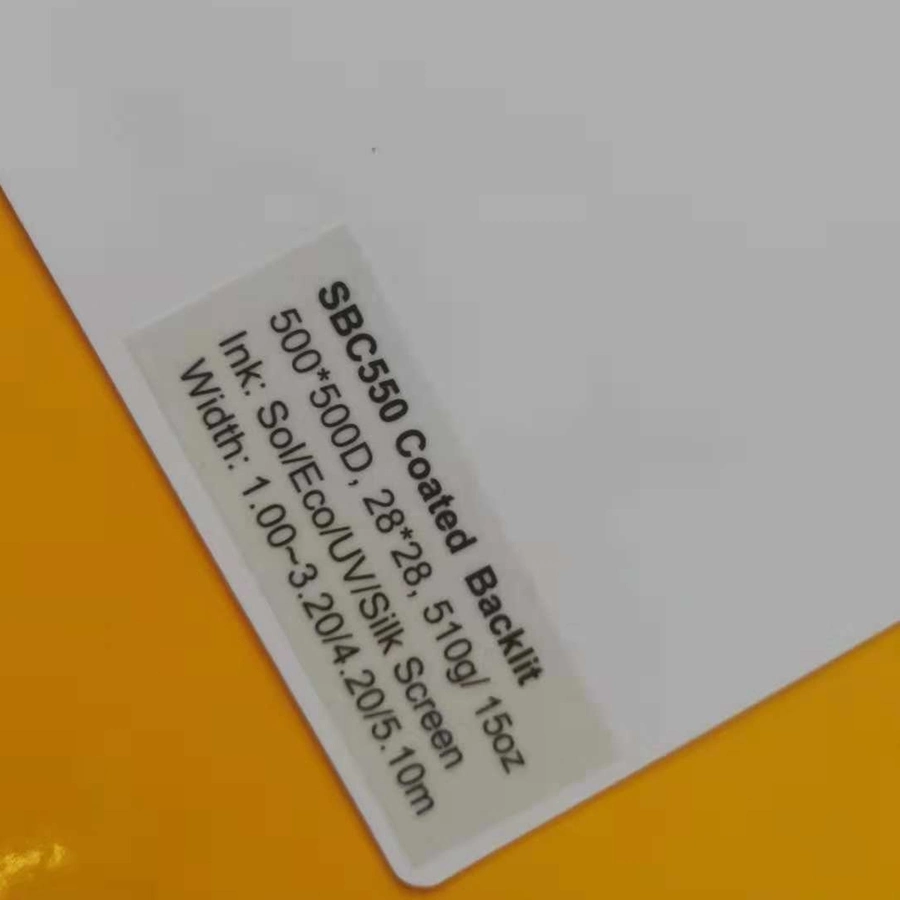 SBC550 Coated Backlit
500*500D, 28*28, 510g/ 15oz
Ink: Sol/Eco/UV/Silk Screen
Width: 1.00~3.20/4.20/5.10m